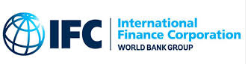 IFC
International
Finance Corporation
WORLD BANK GROUP